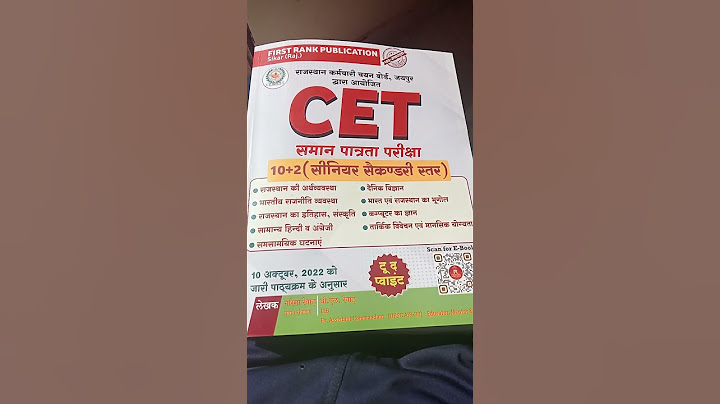 FIRST RANK PUBLICATION
Sikar (Raj.)
राजस्थान कर्मचारी चयन बोर्ड, जयपुर
द्वारा आयोजित
CET
समान पात्रता परीक्षा
10+2 (सीनियर सैकण्डरी स्तर)
• राजस्थान की अर्थव्यवस्था
• भारतीय राजनीति व्यवस्था
• राजस्थान का इतिहास, संस्कृति
• सामान्य हिन्दी व अंग्रेजी
• समसामयिक घटनाएं
• दैनिक विज्ञान
• भारत एवं राजस्थान का भूगोल
• कम्प्यूटर का ज्ञान
• तार्किक विवेचन एवं मानसिक योग्यता
Scan for E-Book
10 अक्टूबर, 2022 को
जारी पाठ्यक्रम के अनुसार
टू द
प्वाइंट
लेखक